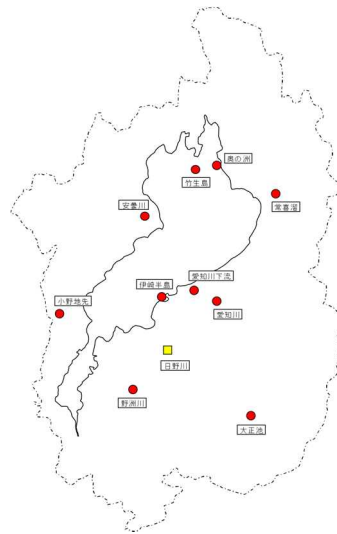 奥の洲
竹生島
常喜溜
安曇川
愛知川下流
伊崎半島
小野地先
愛知川
日野川
野洲川
大正池